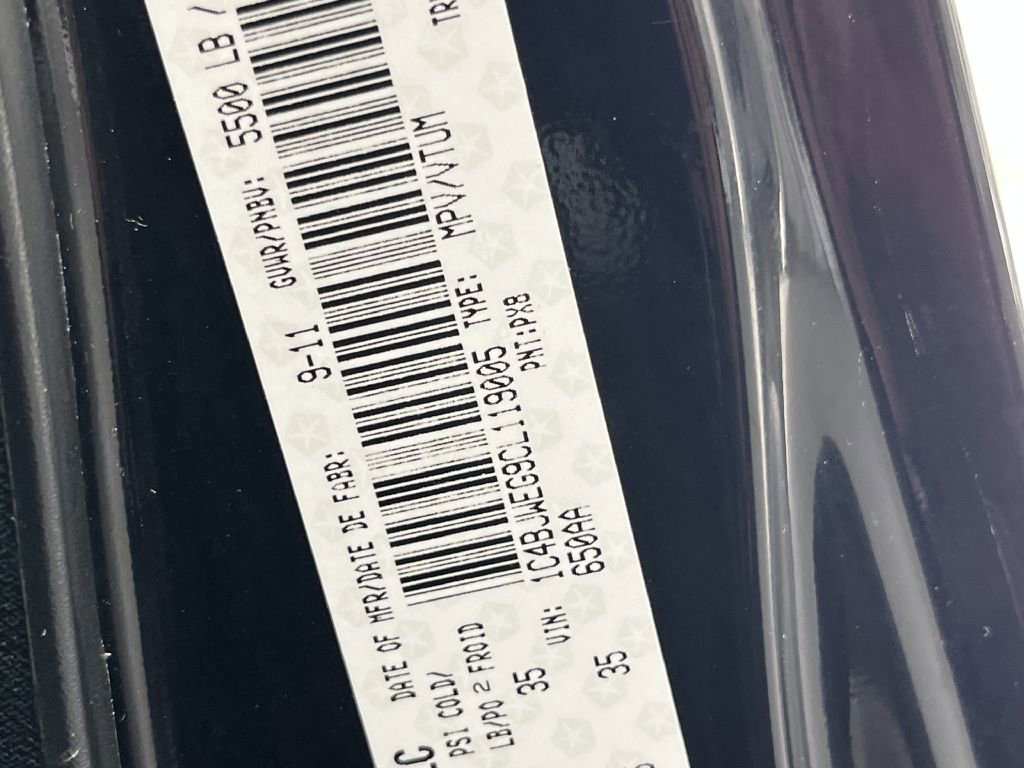 DATE OF MFR/DATE DE FABR: 9-11 GVWR/PNBV: 5500 LB /
PSI COLD/
LB/PO 2 FROID
35 VIN: 1C4BJWEG9CL119005 TYPE: MPV/VTUM
650AA PNT:PX8
35